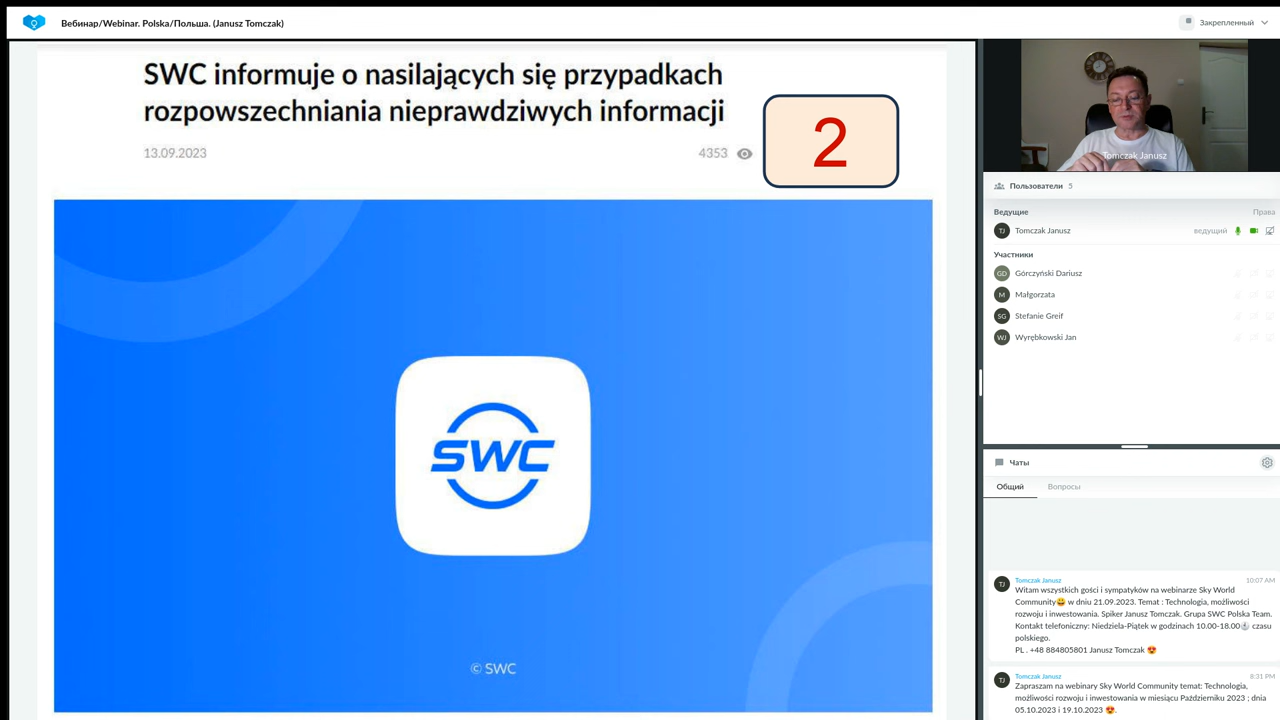 Вебинар/Webinar. Polska/Польша. (Janusz Tomczak)
Закрепленный
SWC informuje o nasilających się przypadkach
rozpowszechniania nieprawdziwych informacji
13.09.2023
4353
2
SWC
© SWC
Tomczak Janusz
Пользователи 5
Ведущие
Права
TJ Tomczak Janusz
ведущий
Участники
GD Górczyński Dariusz
M Małgorzata
SG Stefanie Greif
WJ Wyrębkowski Jan
Чаты
Общий
Вопросы
TJ Tomczak Janusz 10:07 AM
Witam wszystkich gości i sympatyków na webinarze Sky World
Community😀 w dniu 21.09.2023. Temat : Technologia, możliwości
rozwoju i inwestowania. Spiker Janusz Tomczak. Grupa SWC Polska Team.
Kontakt telefoniczny: Niedziela-Piątek w godzinach 10.00-18.00 czasu
polskiego.
PL . +48 884805801 Janusz Tomczak 😍
TJ Tomczak Janusz 8:31 PM
Zapraszam na webinary Sky World Community temat: Technologia,
możliwości rozwoju i inwestowania w miesiącu Październiku 2023 ; dnia
05.10.2023 i 19.10.2023 😍.